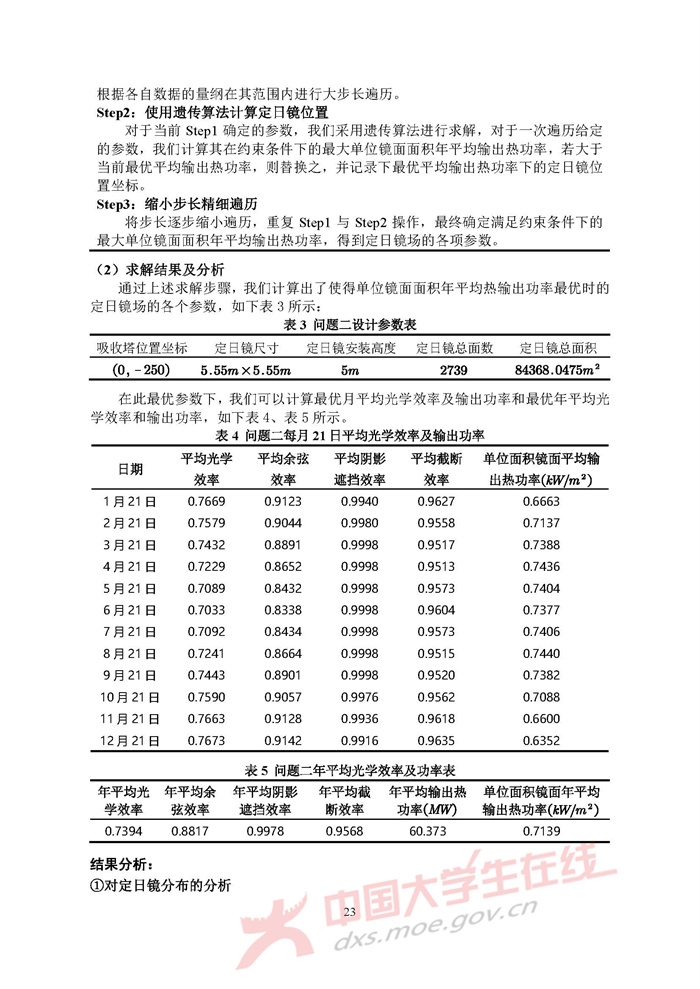 根据各自数据的量纲在其范围内进行大步长遍历。
Step2：使用遗传算法计算定日镜位置
对于当前 Step1 确定的参数，我们采用遗传算法进行求解，对于一次遍历给定
的参数，我们计算其在约束条件下的最大单位镜面面积年平均输出热功率，若大于
当前最优平均输出热功率，则替换之，并记录下最优平均输出热功率下的定日镜位
置坐标。
Step3：缩小步长精细遍历
将步长逐步缩小遍历，重复 Step1 与 Step2 操作，最终确定满足约束条件下的
最大单位镜面面积年平均输出热功率，得到定日镜场的各项参数。
（2）求解结果及分析
通过上述求解步骤，我们计算出了使得单位镜面面积年平均热输出功率最优时的
定日镜场的各个参数，如下表 3 所示：
表 3 问题二设计参数表
吸收塔位置坐标 定日镜尺寸 定日镜安装高度 定日镜总面数 定日镜总面积
(0, −250) 5.55m×5.55m 5m 2739 84368.0475m²
在此最优参数下，我们可以计算最优月平均光学效率及输出功率和最优年平均光
学效率和输出功率，如下表 4、表 5 所示。
表 4 问题二每月 21 日平均光学效率及输出功率
日期 平均光学效率 平均余弦效率 平均阴影遮挡效率 平均截断效率 单位面积镜面平均输出热功率(kW/m²)
1 月 21 日 0.7669 0.9123 0.9940 0.9627 0.6663
2 月 21 日 0.7579 0.9044 0.9980 0.9558 0.7137
3 月 21 日 0.7432 0.8891 0.9998 0.9517 0.7388
4 月 21 日 0.7229 0.8652 0.9998 0.9513 0.7436
5 月 21 日 0.7089 0.8432 0.9998 0.9573 0.7404
6 月 21 日 0.7033 0.8338 0.9998 0.9604 0.7377
7 月 21 日 0.7092 0.8434 0.9998 0.9573 0.7406
8 月 21 日 0.7241 0.8664 0.9998 0.9515 0.7440
9 月 21 日 0.7443 0.8901 0.9998 0.9520 0.7382
10 月 21 日 0.7590 0.9057 0.9976 0.9562 0.7088
11 月 21 日 0.7663 0.9128 0.9936 0.9618 0.6600
12 月 21 日 0.7673 0.9142 0.9916 0.9635 0.6352
表 5 问题二年平均光学效率及功率表
年平均光学效率 年平均余弦效率 年平均阴影遮挡效率 年平均截断效率 年平均输出热功率(MW) 单位面积镜面年平均输出热功率(kW/m²)
0.7394 0.8817 0.9978 0.9568 60.373 0.7139
结果分析：
①对定日镜分布的分析
23
中国大学生在线
dxs.moe.gov.cn